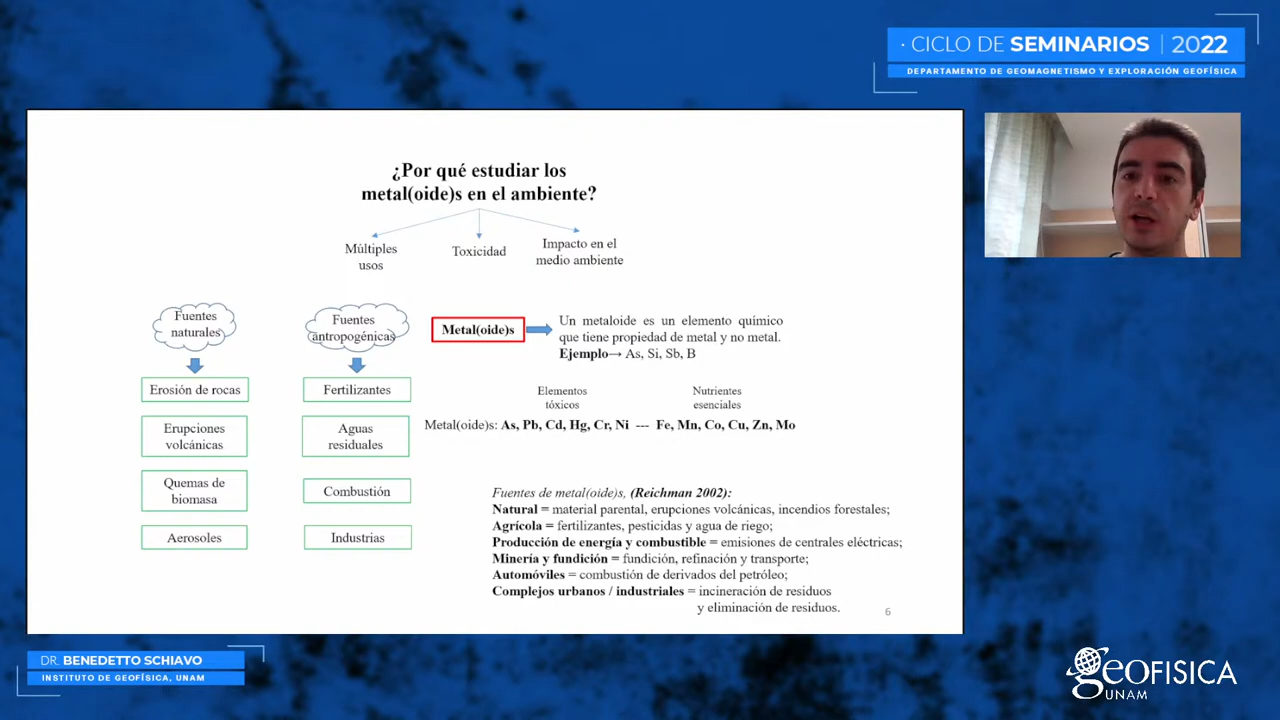 · CICLO DE SEMINARIOS | 2022
DEPARTAMENTO DE GEOMAGNETISMO Y EXPLORACIÓN GEOFÍSICA
¿Por qué estudiar los
metal(oide)s en el ambiente?
Múltiples
usos
Toxicidad
Impacto en el
medio ambiente
Fuentes
naturales
Erosión de rocas
Erupciones
volcánicas
Quemas de
biomasa
Aerosoles
Fuentes
antropogénicas
Fertilizantes
Aguas
residuales
Combustión
Industrias
Metal(oide)s
Un metaloide es un elemento químico
que tiene propiedad de metal y no metal.
Ejemplo→ As, Si, Sb, B
Elementos
tóxicos
Nutrientes
esenciales
Metal(oide)s: As, Pb, Cd, Hg, Cr, Ni --- Fe, Mn, Co, Cu, Zn, Mo
Fuentes de metal(oide)s, (Reichman 2002):
Natural = material parental, erupciones volcánicas, incendios forestales;
Agrícola = fertilizantes, pesticidas y agua de riego;
Producción de energía y combustible = emisiones de centrales eléctricas;
Minería y fundición = fundición, refinación y transporte;
Automóviles = combustión de derivados del petróleo;
Complejos urbanos / industriales = incineración de residuos
y eliminación de residuos.
6
DR. BENEDETTO SCHIAVO
INSTITUTO DE GEOFÍSICA, UNAM
geOFISICA
UNAM